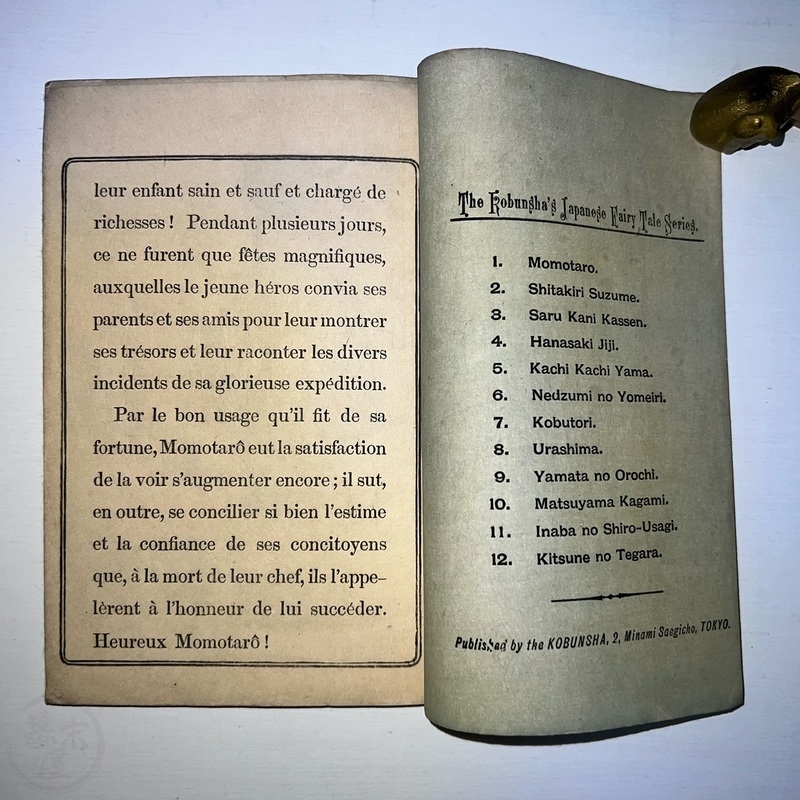 leur enfant sain et sauf et chargé de
richesses ! Pendant plusieurs jours,
ce ne furent que fêtes magnifiques,
auxquelles le jeune héros convia ses
parents et ses amis pour leur montrer
ses trésors et leur raconter les divers
incidents de sa glorieuse expédition.
Par le bon usage qu'il fit de sa
fortune, Momotarô eut la satisfaction
de la voir s'augmenter encore ; il sut,
en outre, se concilier si bien l'estime
et la confiance de ses concitoyens
que, à la mort de leur chef, ils l'appe-
lèrent à l'honneur de lui succéder.
Heureux Momotarô !
The Kobunsha's Japanese Fairy Tale Series.
1. Momotaro.
2. Shitakiri Suzume.
3. Saru Kani Kassen.
4. Hanasaki Jiji.
5. Kachi Kachi Yama.
6. Nedzumi no Yomeiri.
7. Kobutori.
8. Urashima.
9. Yamata no Orochi.
10. Matsuyama Kagami.
11. Inaba no Shiro-Usagi.
12. Kitsune no Tegara.
Published by the KOBUNSHA, 2, Minami Saegicho, TOKYO.